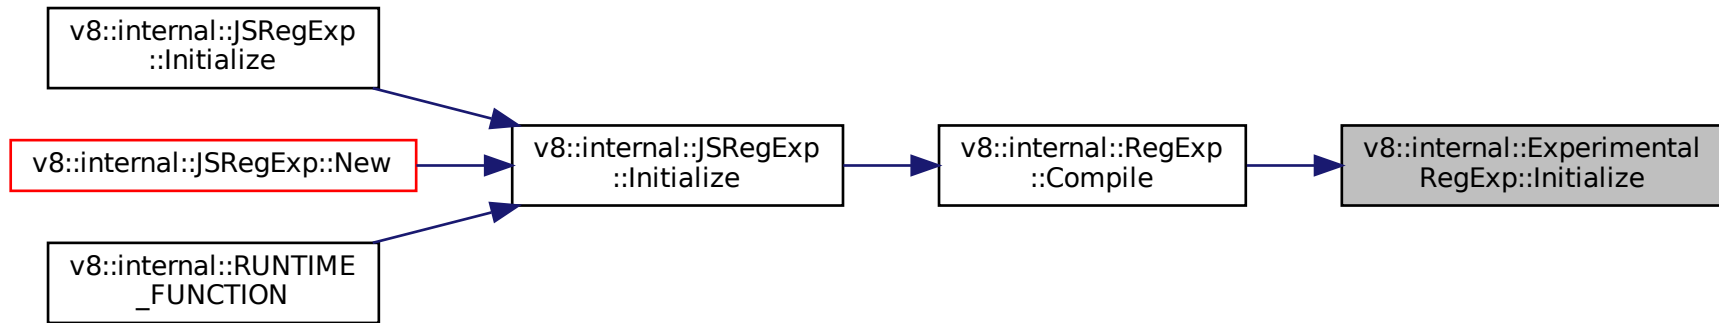 v8::internal::JSRegExp
::Initialize
v8::internal::JSRegExp::New
v8::internal::RUNTIME
_FUNCTION
v8::internal::JSRegExp
::Initialize
v8::internal::RegExp
::Compile
v8::internal::Experimental
RegExp::Initialize